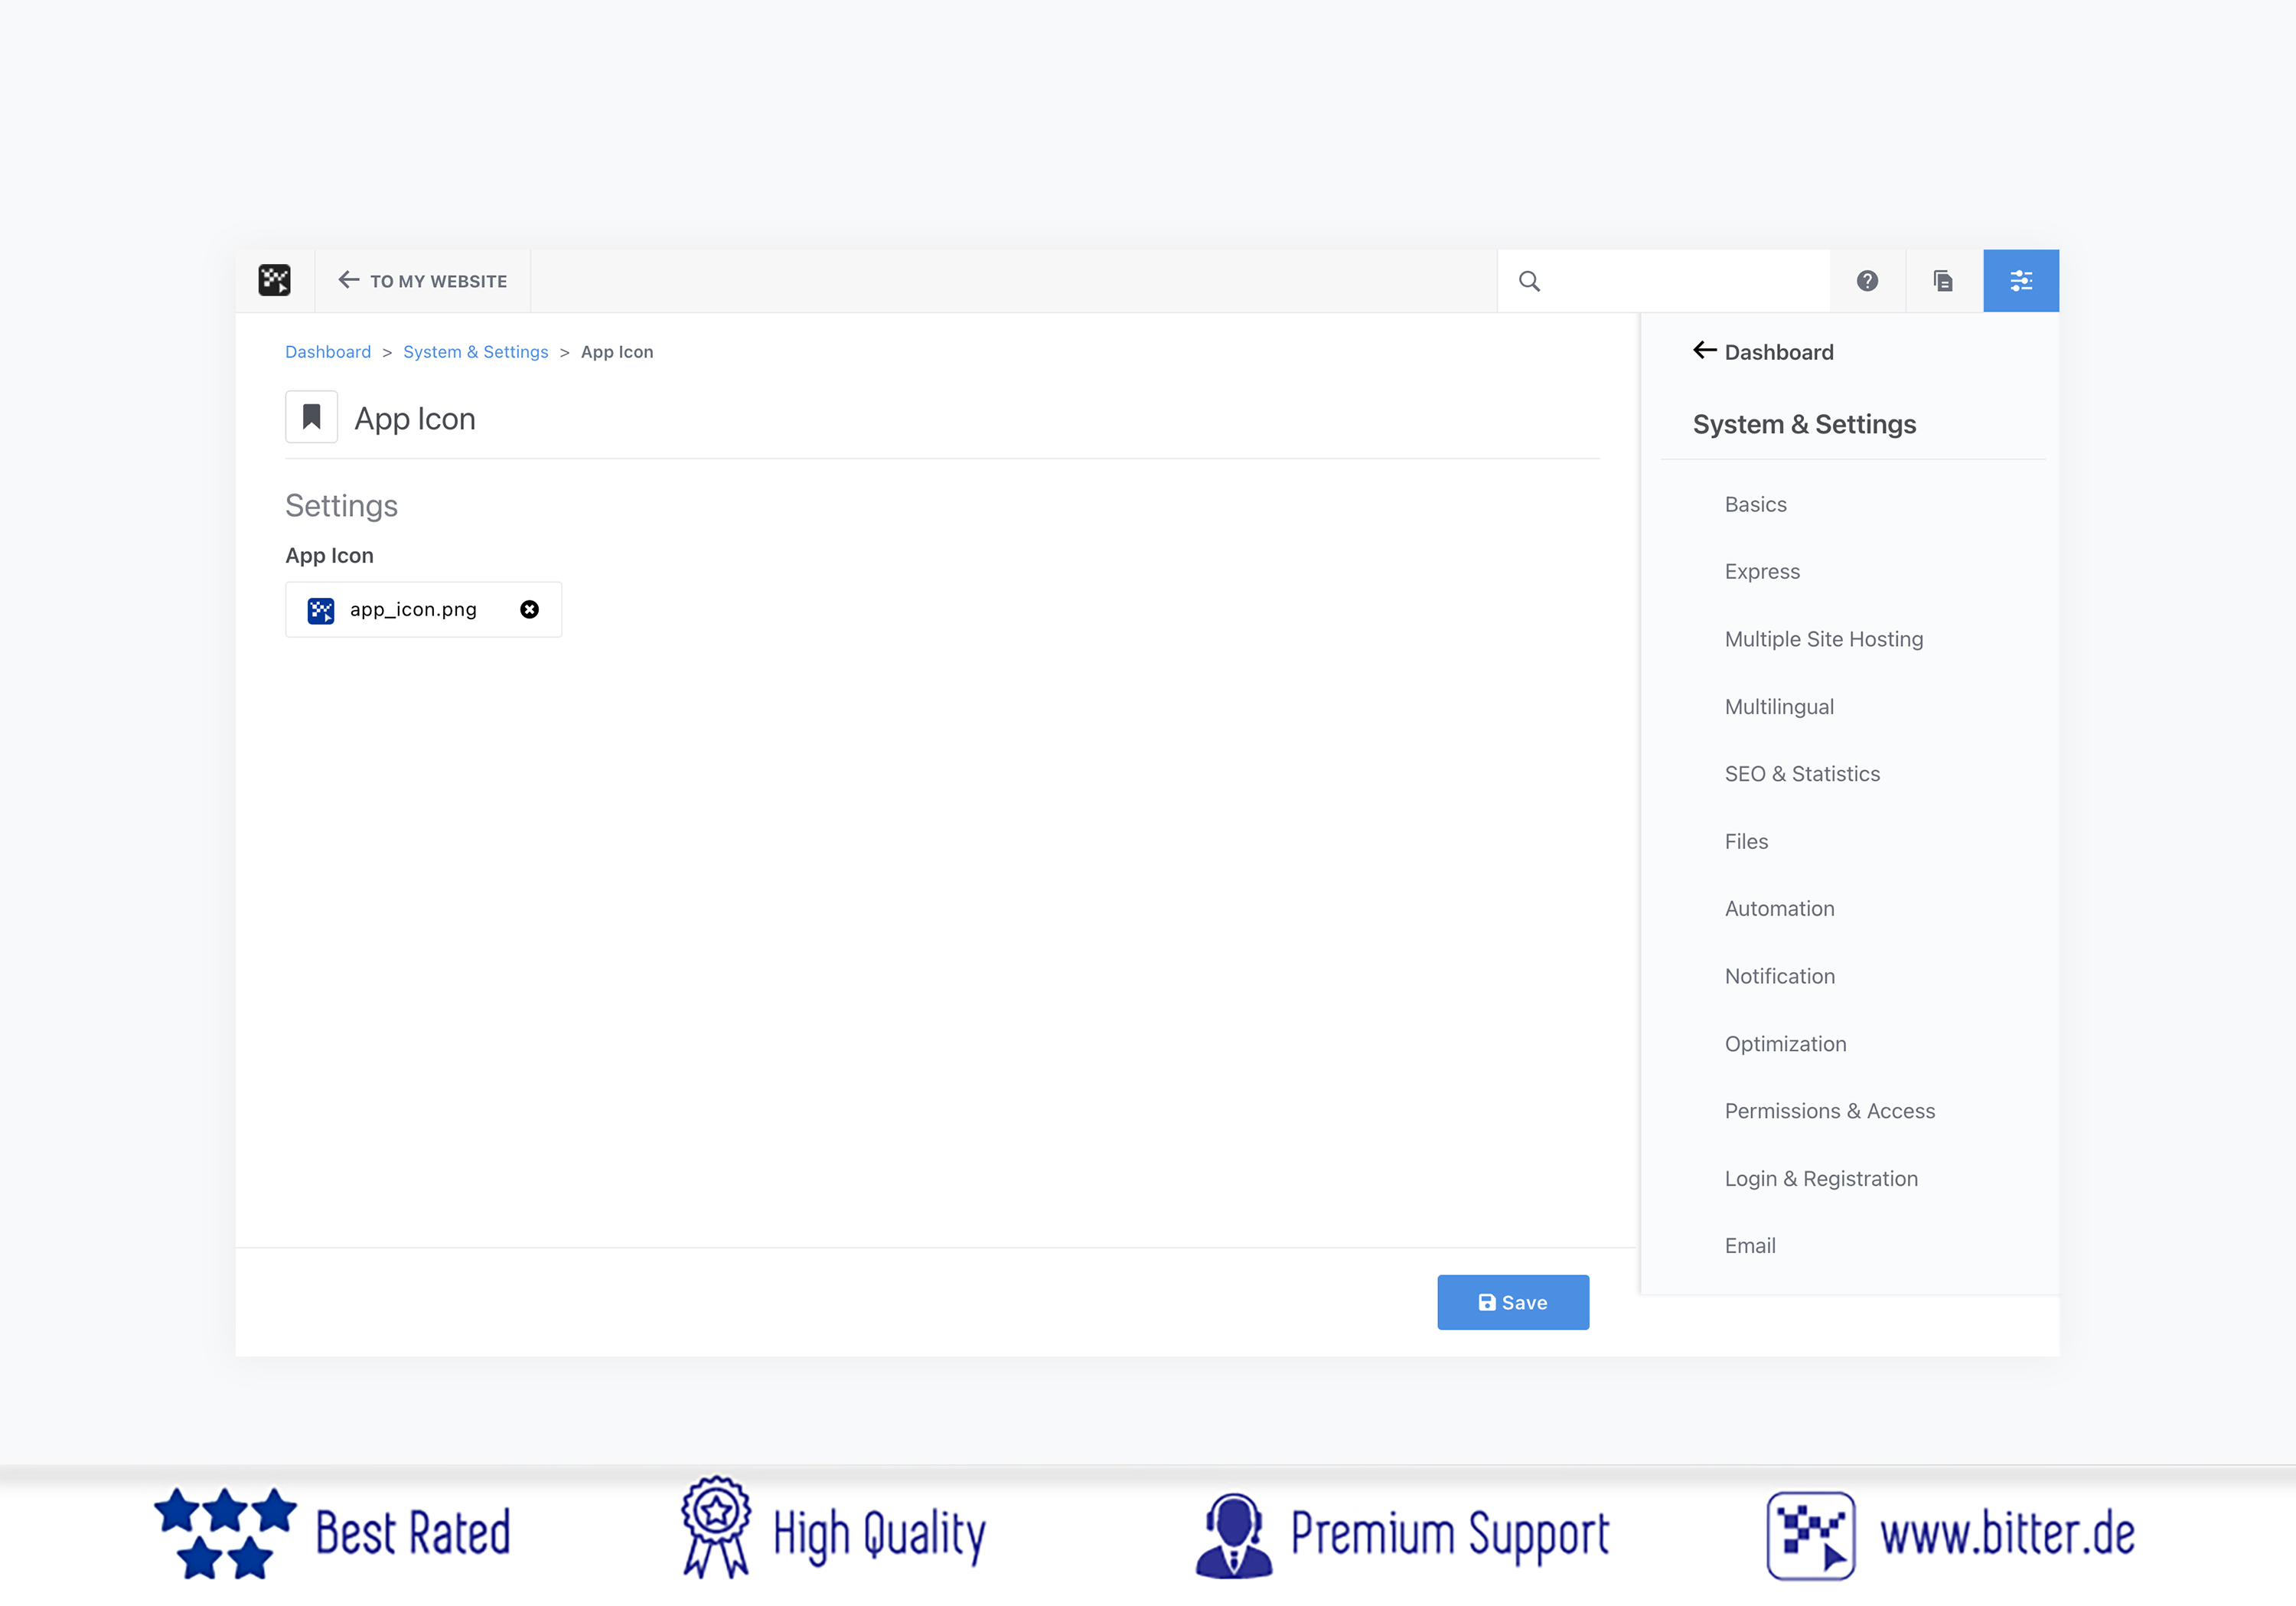 TO MY WEBSITE
Dashboard > System & Settings > App Icon
App Icon
Settings
App Icon
app_icon.png
Save
Dashboard
System & Settings
Basics
Express
Multiple Site Hosting
Multilingual
SEO & Statistics
Files
Automation
Notification
Optimization
Permissions & Access
Login & Registration
Email
Best Rated
High Quality
Premium Support
www.bitter.de